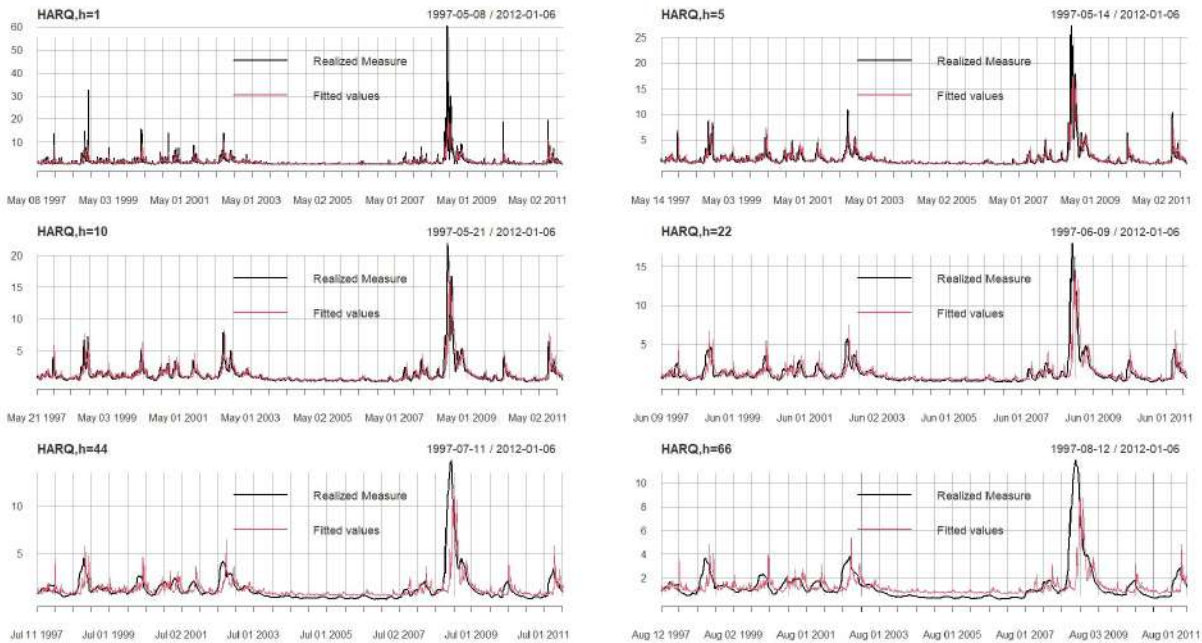 HARQ,h=1 1997-05-08 / 2012-01-06
60
50
40
30
20
10
Realized Measure
Fitted values
May 08 1997 May 03 1999 May 01 2001 May 01 2003 May 02 2005 May 01 2007 May 01 2009 May 02 2011
HARQ,h=5 1997-05-14 / 2012-01-06
25
20
15
10
5
Realized Measure
Fitted values
May 14 1997 May 03 1999 May 01 2001 May 01 2003 May 02 2005 May 01 2007 May 01 2009 May 02 2011
HARQ,h=10 1997-05-21 / 2012-01-06
20
15
10
5
Realized Measure
Fitted values
May 21 1997 May 03 1999 May 01 2001 May 01 2003 May 02 2005 May 01 2007 May 01 2009 May 02 2011
HARQ,h=22 1997-06-09 / 2012-01-06
15
10
5
Realized Measure
Fitted values
Jun 09 1997 Jun 01 1999 Jun 01 2001 Jun 02 2003 Jun 01 2005 Jun 01 2007 Jun 01 2009 Jun 01 2011
HARQ,h=44 1997-07-11 / 2012-01-06
10
5
Realized Measure
Fitted values
Jul 11 1997 Jul 01 1999 Jul 02 2001 Jul 01 2003 Jul 01 2005 Jul 02 2007 Jul 01 2009 Jul 01 2011
HARQ,h=66 1997-08-12 / 2012-01-06
10
8
6
4
2
Realized Measure
Fitted values
Aug 12 1997 Aug 02 1999 Aug 01 2001 Aug 01 2003 Aug 01 2005 Aug 01 2007 Aug 03 2009 Aug 01 2011